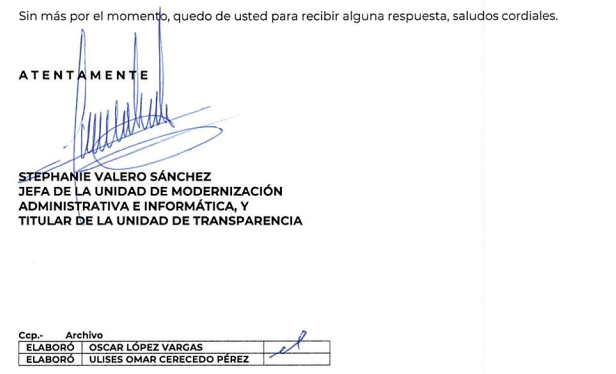 Sin más por el momento, quedo de usted para recibir alguna respuesta, saludos cordiales.
A T E N T A M E N T E
STEPHANIE VALERO SÁNCHEZ
JEFA DE LA UNIDAD DE MODERNIZACIÓN
ADMINISTRATIVA E INFORMÁTICA, Y
TITULAR DE LA UNIDAD DE TRANSPARENCIA
Ccp.- Archivo
ELABORÓ OSCAR LÓPEZ VARGAS
ELABORÓ ULISES OMAR CERECEDO PÉREZ